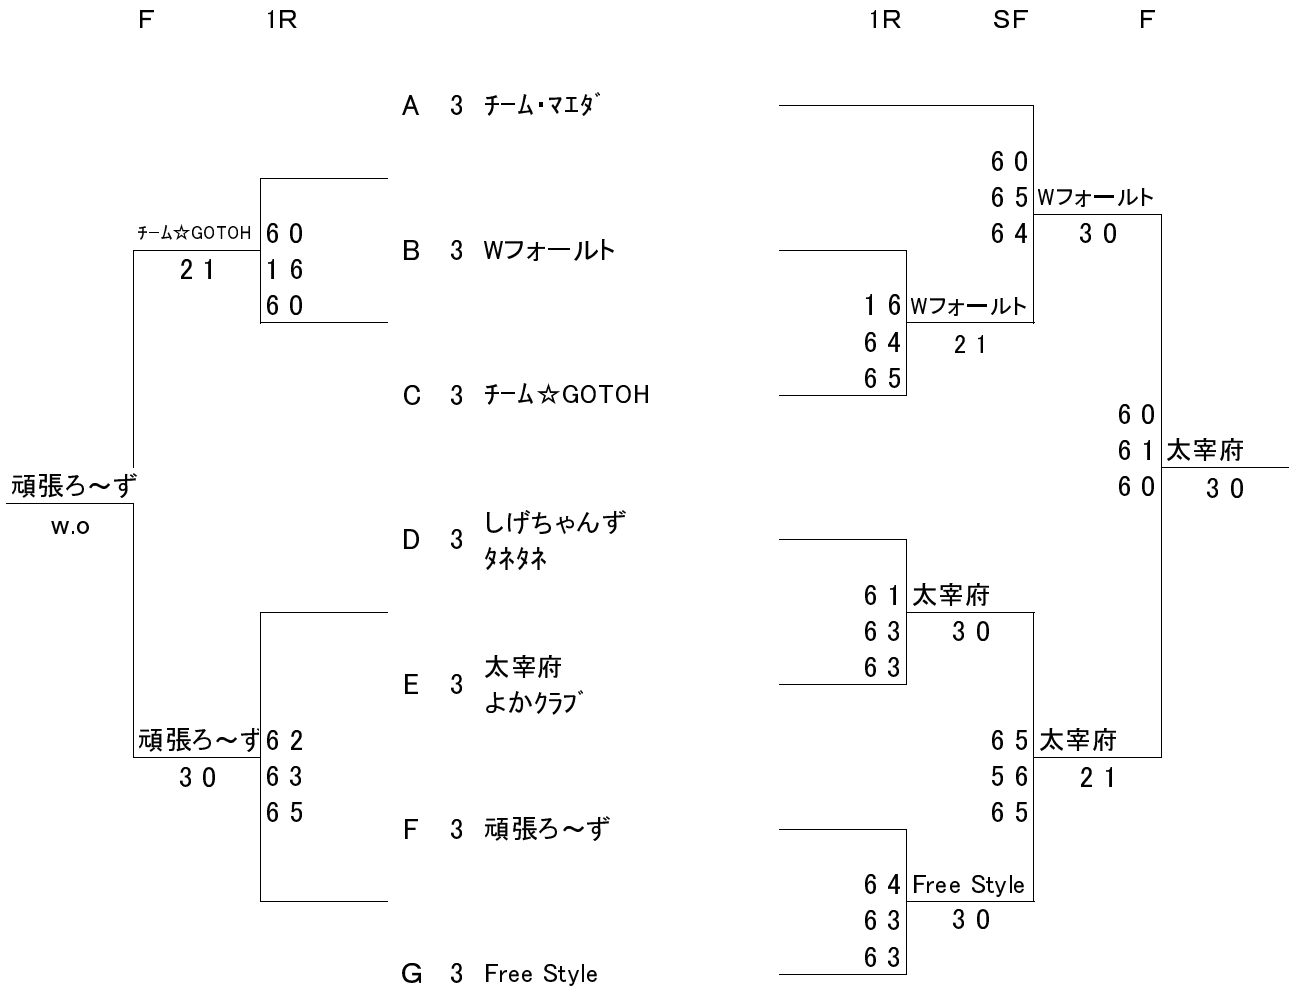 F 1R 1R SF F
A 3 ﾁｰﾑ・ﾏｴﾀﾞ
6 0
6 5 Wフォールト
ﾁｰﾑ☆GOTOH 6 0 6 4 3 0
B 3 Wフォールト
2 1 1 6
6 0 1 6 Wフォールト
6 4 2 1
6 5
C 3 ﾁｰﾑ☆GOTOH
6 0
6 1 太宰府
頑張ろ～ず 6 0 3 0
w.o
しげちゃんず
D 3
ﾀﾈﾀﾈ
6 1 太宰府
6 3 3 0
太宰府 6 3
E 3
よかｸﾗﾌﾞ
頑張ろ～ず 6 2 6 5 太宰府
3 0 6 3 5 6 2 1
6 5 6 5
F 3 頑張ろ～ず
6 4 Free Style
6 3 3 0
6 3
G 3 Free Style